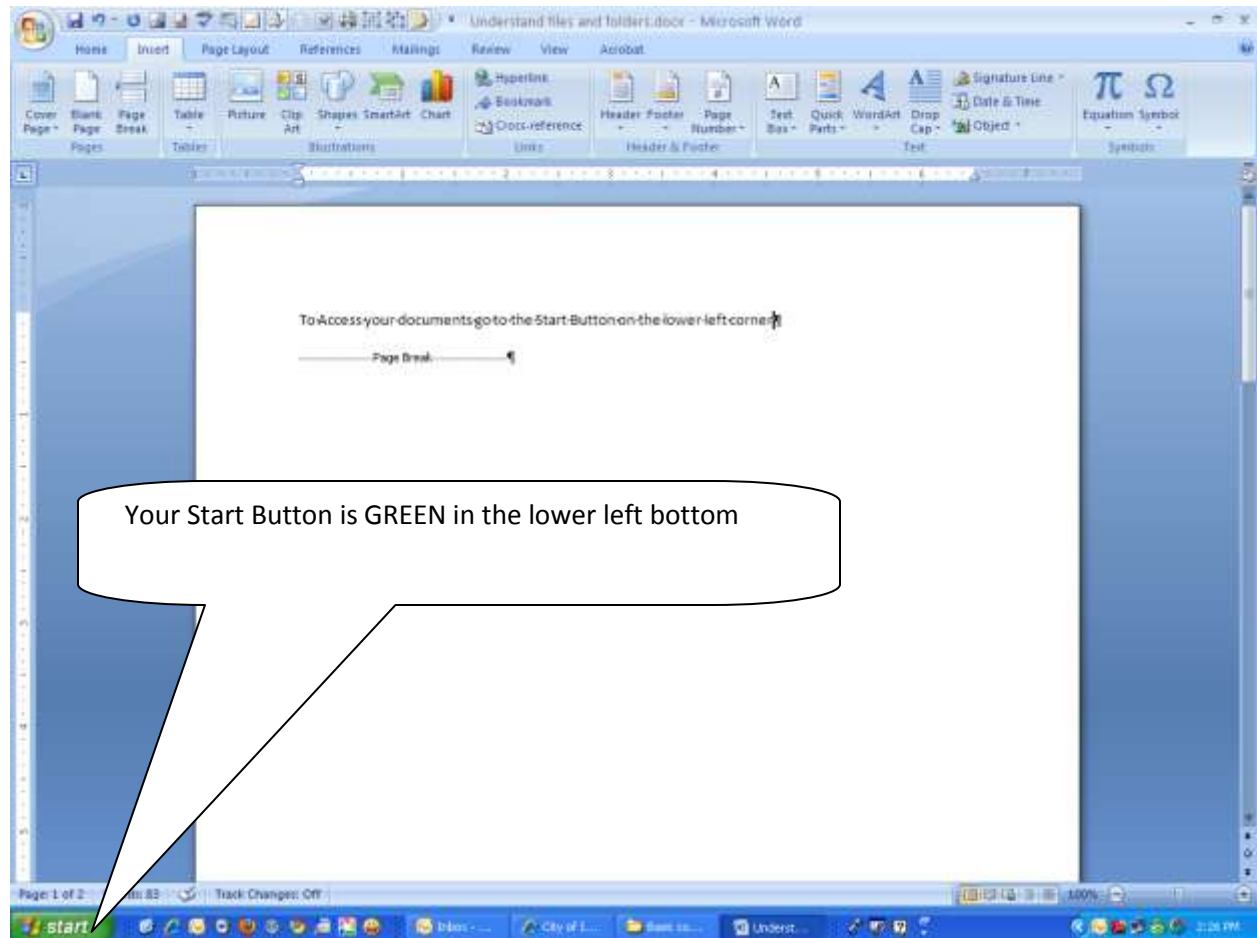 Understand files and folders.docx - Microsoft Word
Home Insert Page Layout References Mailings Review View Acrobat
Cover Page Blank Page Page Break
Table
Picture Clip Art Shapes SmartArt Chart
Hyperlink
Bookmark
Cross-reference
Header Footer Page Number
Text Box Quick Parts WordArt Drop Cap
Signature Line
Date & Time
Object
Equation Symbol
Pages Tables Illustrations Links Header & Footer Text Symbols
To Access your documents go to the Start Button on the lower left corner¶
Page Break ¶
Your Start Button is GREEN in the lower left bottom
Page: 1 of 2 83 Track Changes: Off 100%
start Inbox - ... City of L... Underst... 2:26 PM